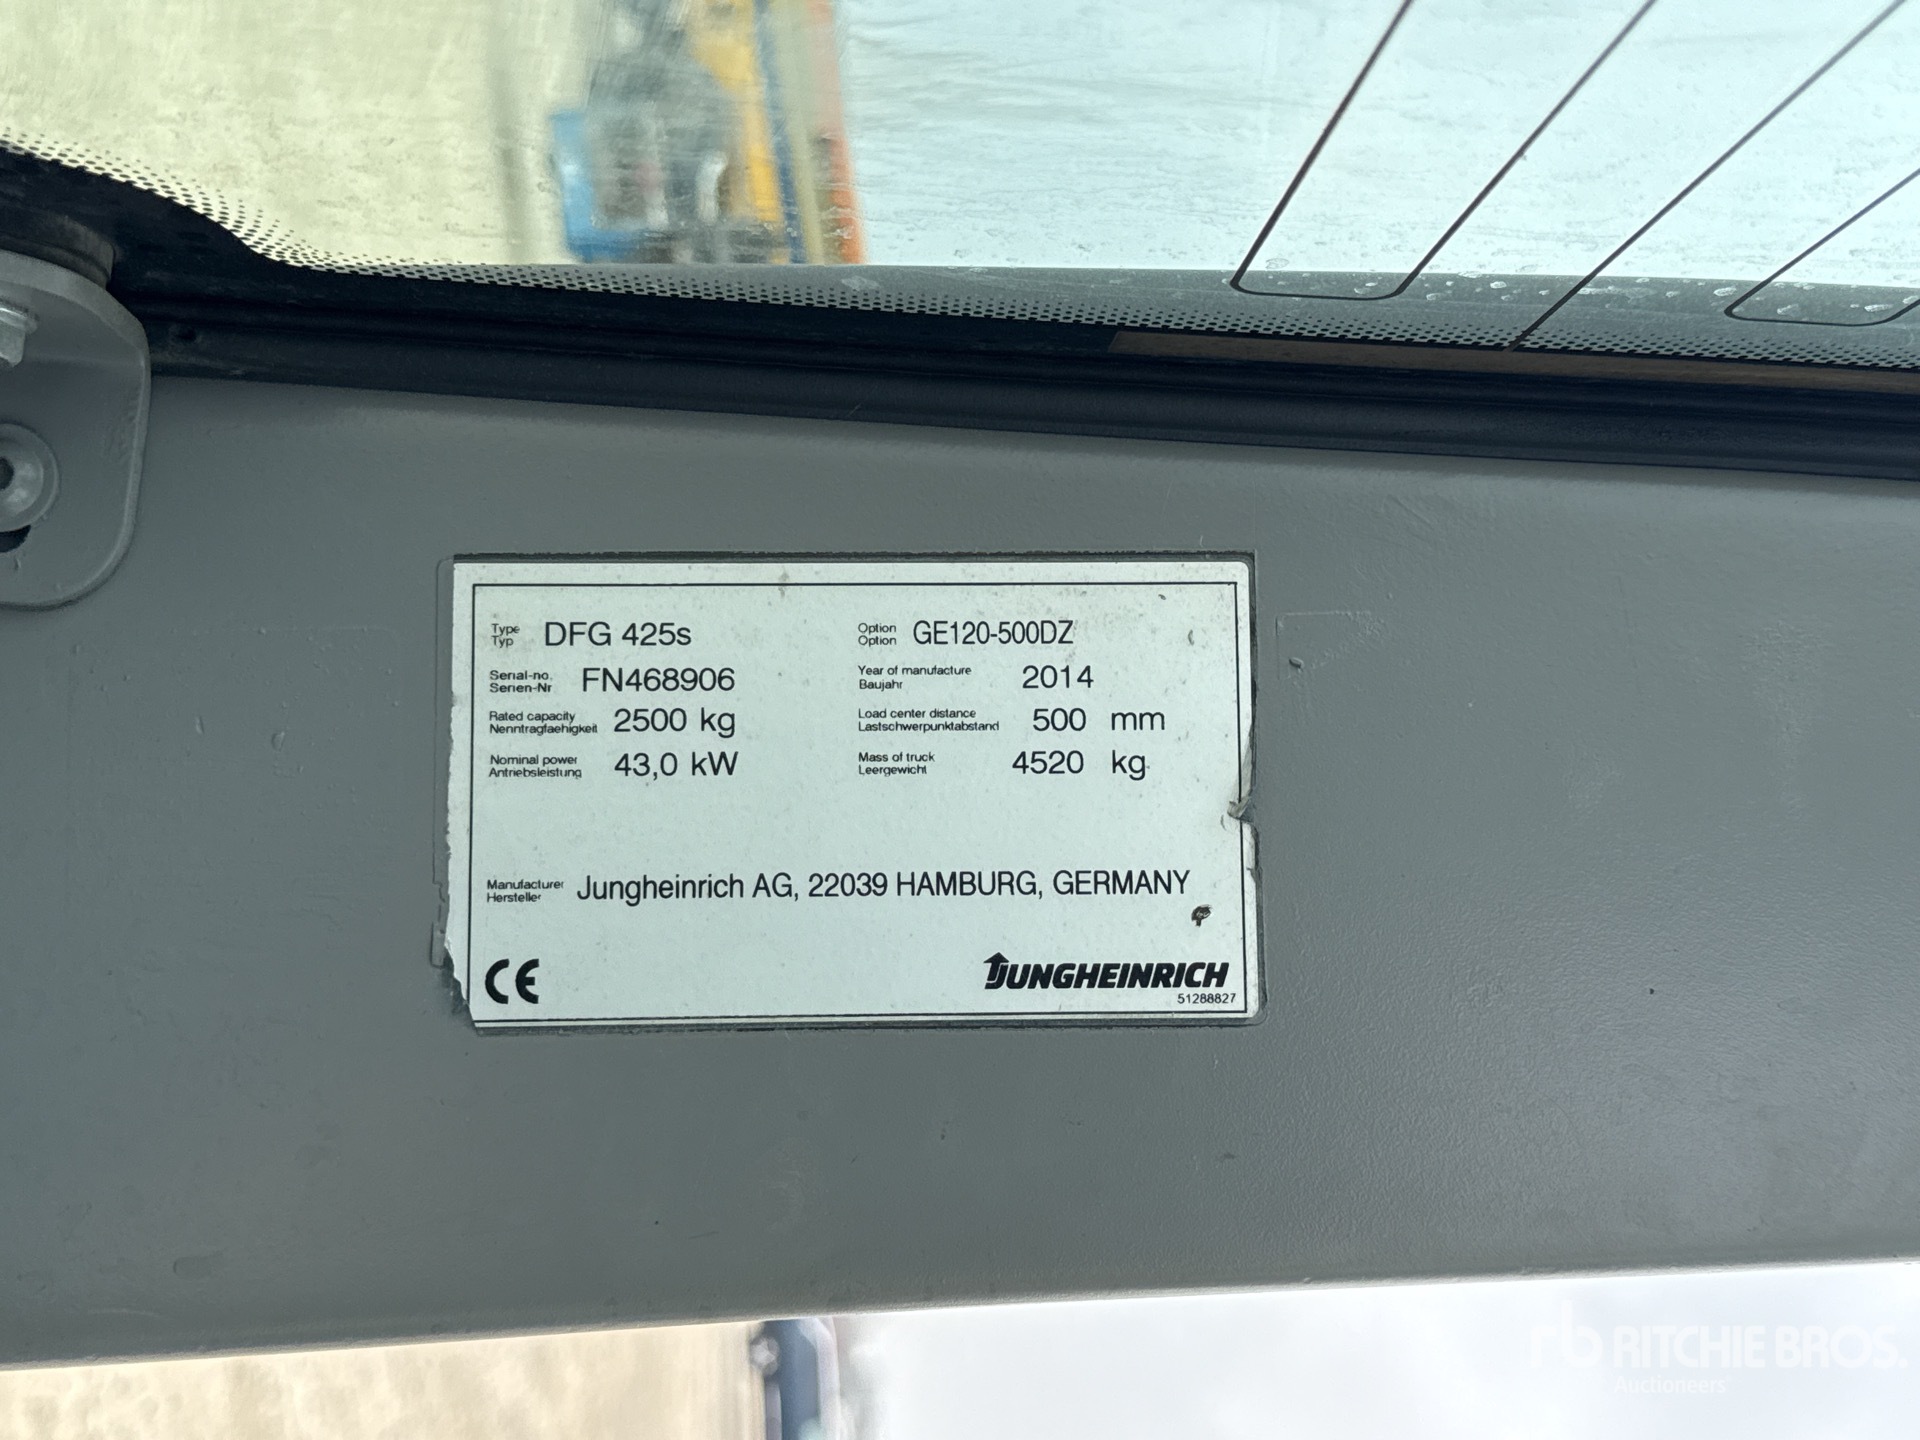 Type DFG 425s Option GE120-500DZ
Typ Option
Serial-no. FN468906 Year of manufacture 2014
Serien-Nr Baujahr
Rated capacity 2500 kg Load center distance 500 mm
Nenntragfaehigkeit Lastschwerpunktabstand
Nominal power 43,0 kW Mass of truck 4520 kg
Antriebsleistung Leergewicht
Manufacturer Jungheinrich AG, 22039 HAMBURG, GERMANY
Hersteller
CE JUNGHEINRICH
51288827
rb RITCHIE BROS.
Auctioneers